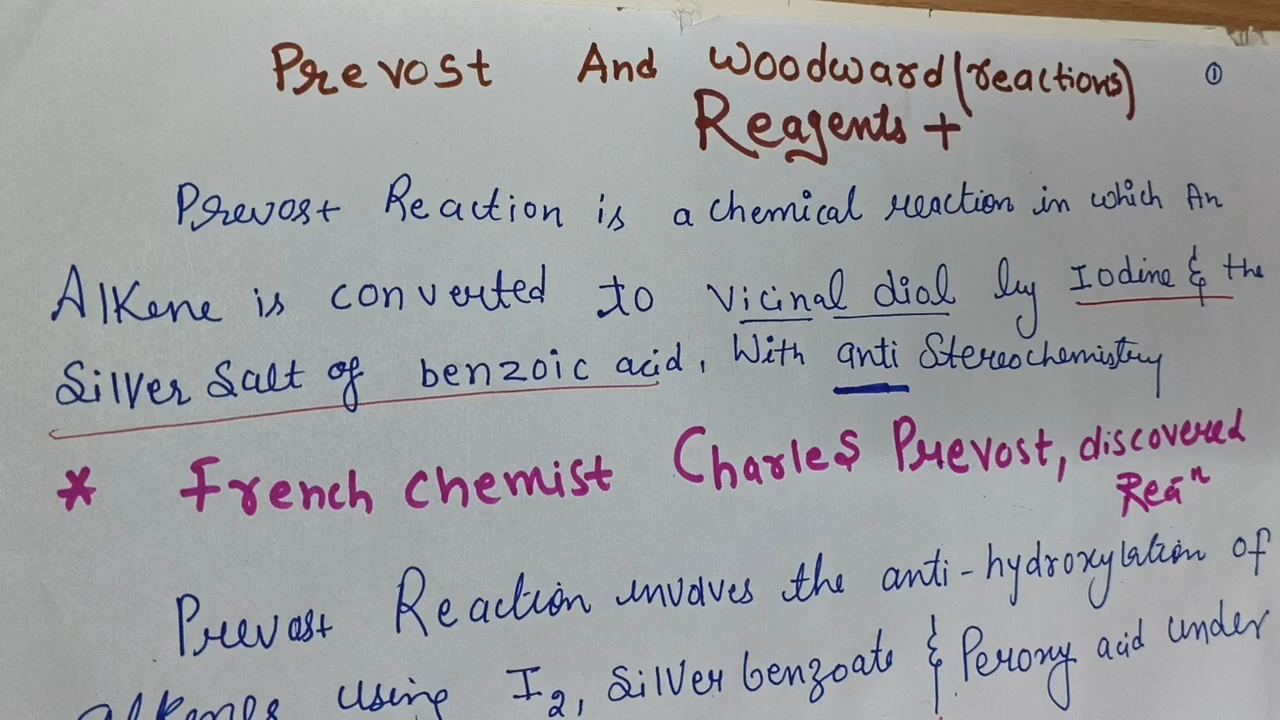 Prevost And Woodward (reactions) ①
Reagents +
Prevost Reaction is a chemical reaction in which An
Alkene is converted to vicinal diol by Iodine & the
Silver Salt of benzoic acid, With anti Stereochemistry
* French chemist Charles Prevost, discovered
Reaⁿ
Prevost Reaction involves the anti-hydroxylation of
alkenes using I₂, Silver benzoate & Peroxy acid under